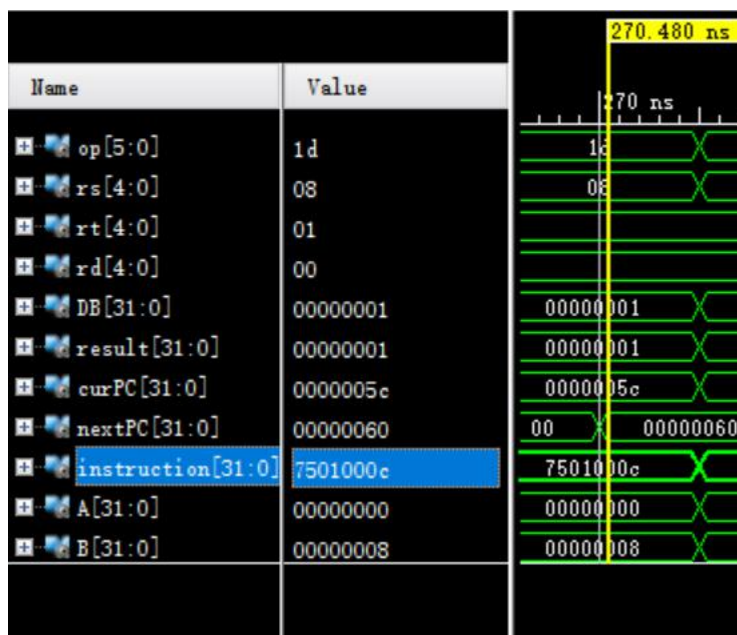 270.480 ns
Name Value
270 ns
op[5:0] 1d 1d
rs[4:0] 08 08
rt[4:0] 01
rd[4:0] 00
DB[31:0] 00000001 00000001
result[31:0] 00000001 00000001
curPC[31:0] 0000005c 0000005c
nextPC[31:0] 00000060 00 00000060
instruction[31:0] 7501000c 7501000c
A[31:0] 00000000 00000000
B[31:0] 00000008 00000008